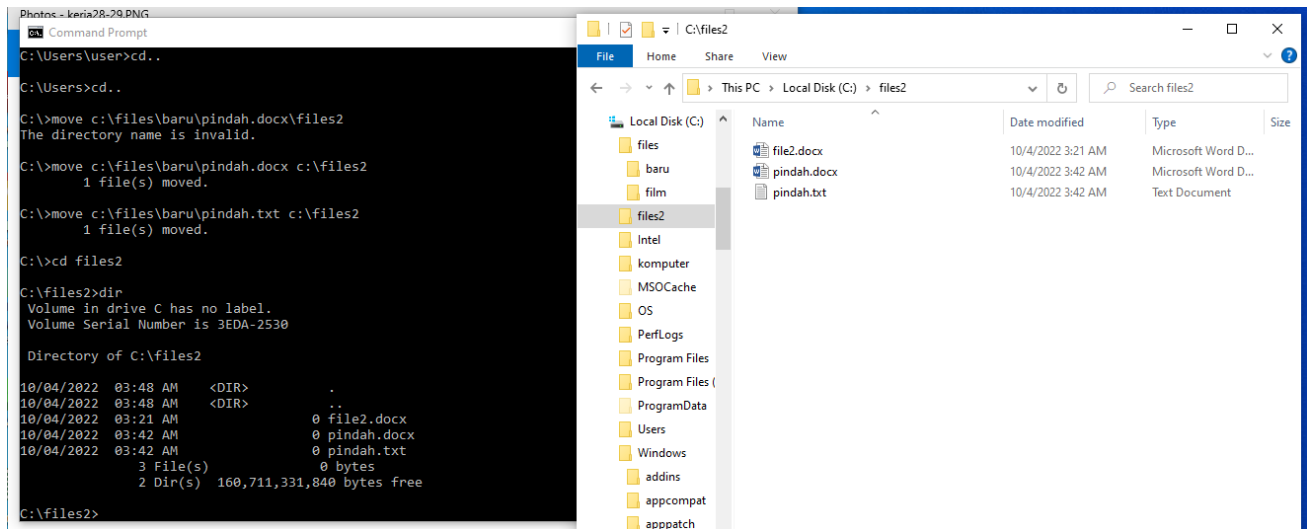 Photos - kerja28-29.PNG
Command Prompt
C:\Users\user>cd..
C:\Users>cd..
C:\>move c:\files\baru\pindah.docx\files2
The directory name is invalid.
C:\>move c:\files\baru\pindah.docx c:\files2
1 file(s) moved.
C:\>move c:\files\baru\pindah.txt c:\files2
1 file(s) moved.
C:\>cd files2
C:\files2>dir
Volume in drive C has no label.
Volume Serial Number is 3EDA-2530
Directory of C:\files2
10/04/2022 03:48 AM <DIR> .
10/04/2022 03:48 AM <DIR> ..
10/04/2022 03:21 AM 0 file2.docx
10/04/2022 03:42 AM 0 pindah.docx
10/04/2022 03:42 AM 0 pindah.txt
3 File(s) 0 bytes
2 Dir(s) 160,711,331,840 bytes free
C:\files2>
C:\files2
File Home Share View
This PC > Local Disk (C:) > files2
Search files2
Local Disk (C:)
files
baru
film
files2
Intel
komputer
MSOCache
OS
PerfLogs
Program Files
Program Files (
ProgramData
Users
Windows
addins
appcompat
apppatch
Name Date modified Type Size
file2.docx 10/4/2022 3:21 AM Microsoft Word D...
pindah.docx 10/4/2022 3:42 AM Microsoft Word D...
pindah.txt 10/4/2022 3:42 AM Text Document